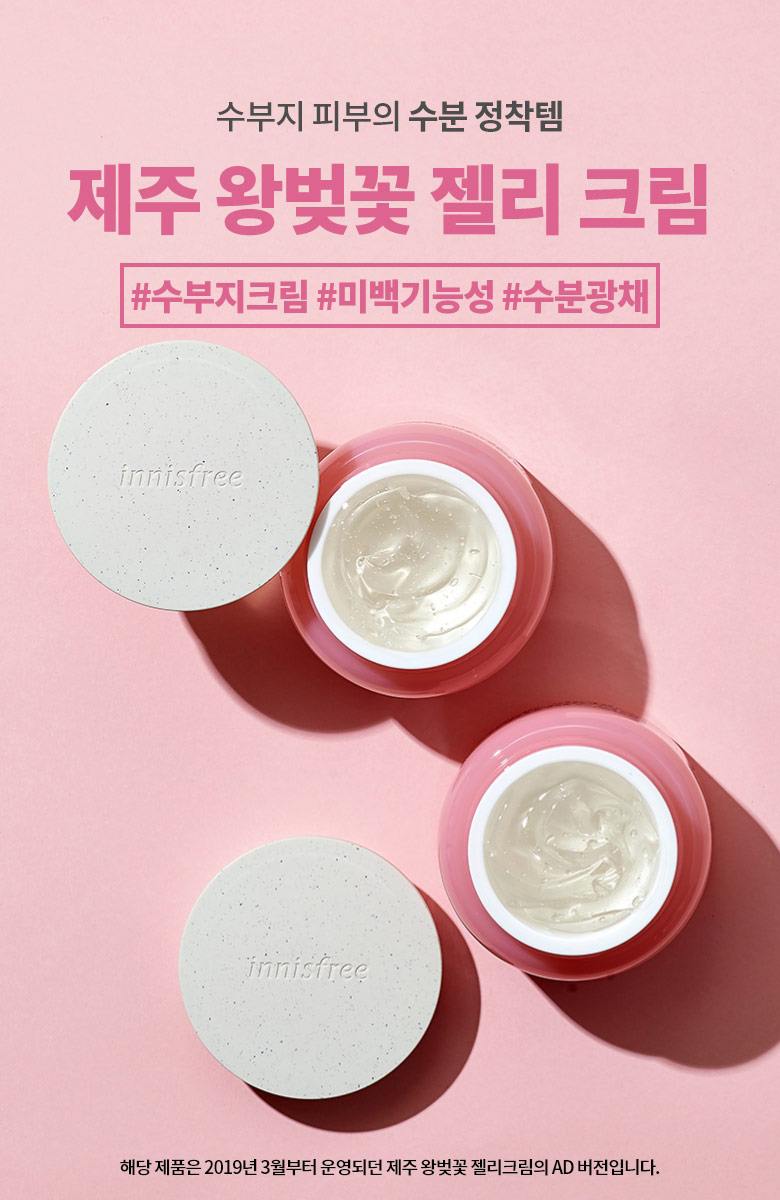 수부지 피부의 수분 정착템
제주 왕벚꽃 젤리 크림
#수부지크림 #미백기능성 #수분광채
innisfree
innisfree
해당 제품은 2019년 3월부터 운영되던 제주 왕벚꽃 젤리크림의 AD 버전입니다.